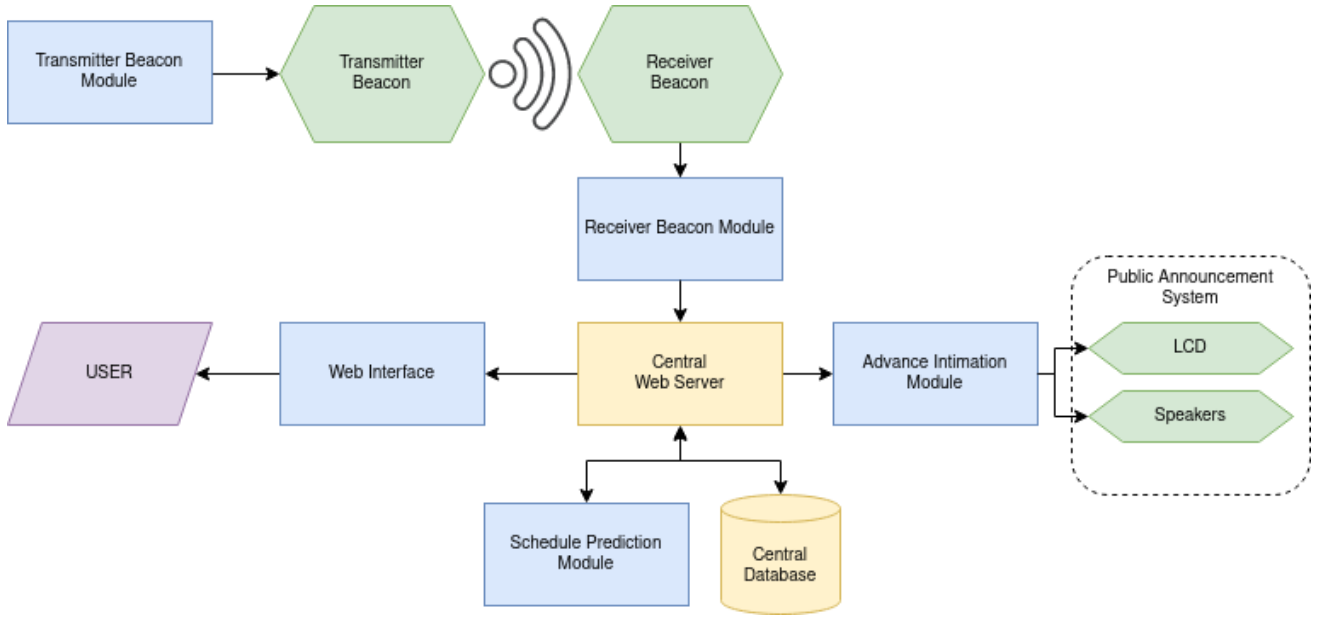 Transmitter Beacon
Module
Transmitter
Beacon
Receiver
Beacon
Receiver Beacon Module
Public Announcement
System
USER
Web Interface
Central
Web Server
Advance Intimation
Module
LCD
Speakers
Schedule Prediction
Module
Central
Database